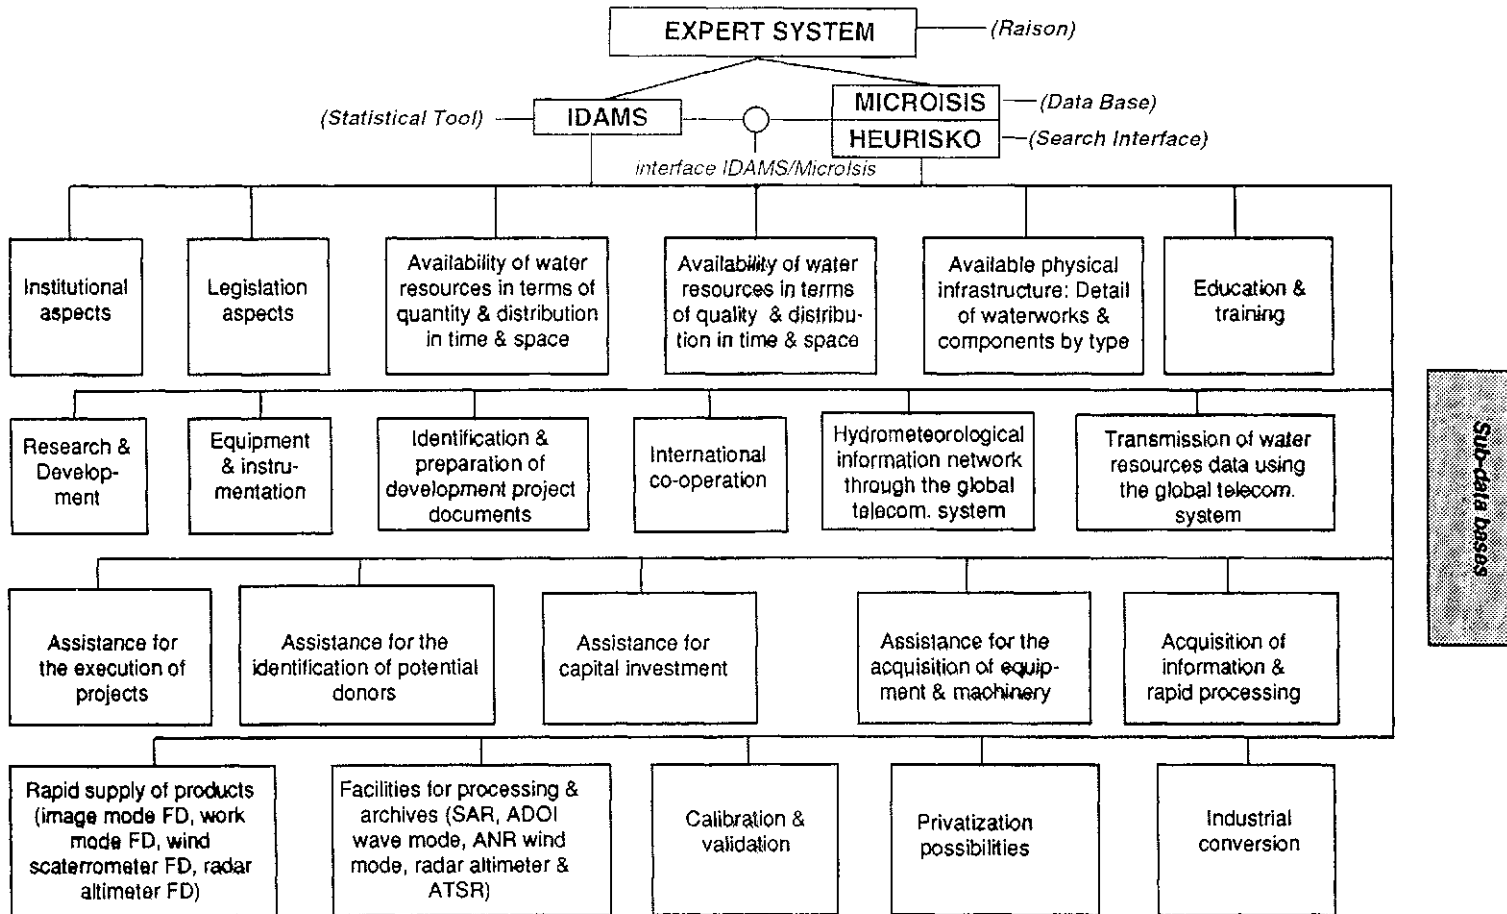 EXPERT SYSTEM
(Raison)
(Statistical Tool)
IDAMS
MICROISIS
(Data Base)
HEURISKO
(Search Interface)
interface IDAMS/MicroIsis
Institutional
aspects
Legislation
aspects
Availability of water
resources in terms of
quantity & distribution
in time & space
Availability of water
resources in terms
of quality & distribu-
tion in time & space
Available physical
infrastructure: Detail
of waterworks &
components by type
Education &
training
Research &
Develop-
ment
Equipment
& instru-
mentation
Identification &
preparation of
development project
documents
International
co-operation
Hydrometeorological
information network
through the global
telecom. system
Transmission of water
resources data using
the global telecom.
system
Sub-data bases
Assistance for
the execution of
projects
Assistance for the
identification of potential
donors
Assistance for
capital investment
Assistance for the
acquisition of equip-
ment & machinery
Acquisition of
information &
rapid processing
Rapid supply of products
(image mode FD, work
mode FD, wind
scaterrometer FD, radar
altimeter FD)
Facilities for processing &
archives (SAR, ADOI
wave mode, ANR wind
mode, radar altimeter &
ATSR)
Calibration &
validation
Privatization
possibilities
Industrial
conversion